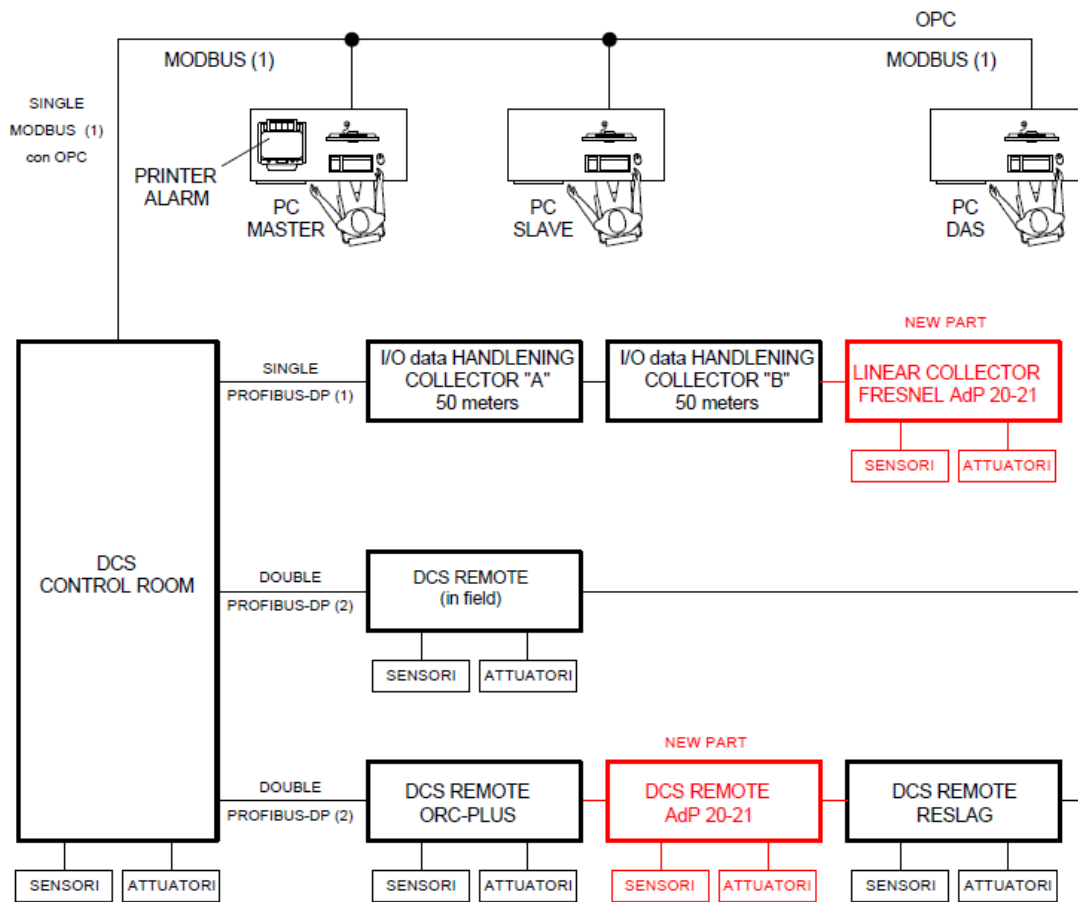 OPC
MODBUS (1)
MODBUS (1)
SINGLE
MODBUS (1)
con OPC
PRINTER
ALARM
PC
MASTER
PC
SLAVE
PC
DAS
NEW PART
SINGLE
PROFIBUS-DP (1)
I/O data HANDLENING
COLLECTOR "A"
50 meters
I/O data HANDLENING
COLLECTOR "B"
50 meters
LINEAR COLLECTOR
FRESNEL AdP 20-21
SENSORI
ATTUATORI
DCS
CONTROL ROOM
DOUBLE
PROFIBUS-DP (2)
DCS REMOTE
(in field)
SENSORI
ATTUATORI
NEW PART
DOUBLE
PROFIBUS-DP (2)
DCS REMOTE
ORC-PLUS
DCS REMOTE
AdP 20-21
DCS REMOTE
RESLAG
SENSORI
ATTUATORI
SENSORI
ATTUATORI
SENSORI
ATTUATORI
SENSORI
ATTUATORI